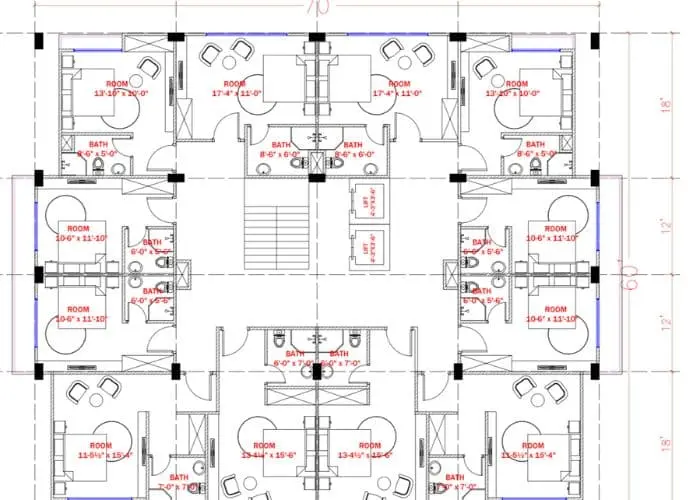 70
ROOM
13'-10" x 10'-0"
ROOM
17'-4" x 11'-0"
ROOM
17'-4" x 11'-0"
ROOM
13'-10" x 10'-0"
18'
BATH
8'-6" x 5'-0"
BATH
8'-6" x 6'-0"
BATH
8'-6" x 6'-0"
BATH
8'-6" x 5'-0"
LIFT
ROOM
10-6" x 11'-10"
BATH
6'-0" x 5'-6"
BATH
6'-0" x 5'-6"
ROOM
10-6" x 11'-10"
12'
LIFT
60'
BATH
6'-0" x 5'-6"
BATH
6'-0" x 5'-6"
ROOM
10-6" x 11'-10"
ROOM
10-6" x 11'-10"
12'
BATH
6'-0" x 7'-0"
BATH
6'-0" x 7'-0"
ROOM
11-5½" x 15'-4"
ROOM
13-4½" x 15'-6"
ROOM
13-4½" x 15'-6"
ROOM
11-5½" x 15'-4"
18'
BATH
7'-0" x 7'-0"
BATH
7'-0" x 7'-0"